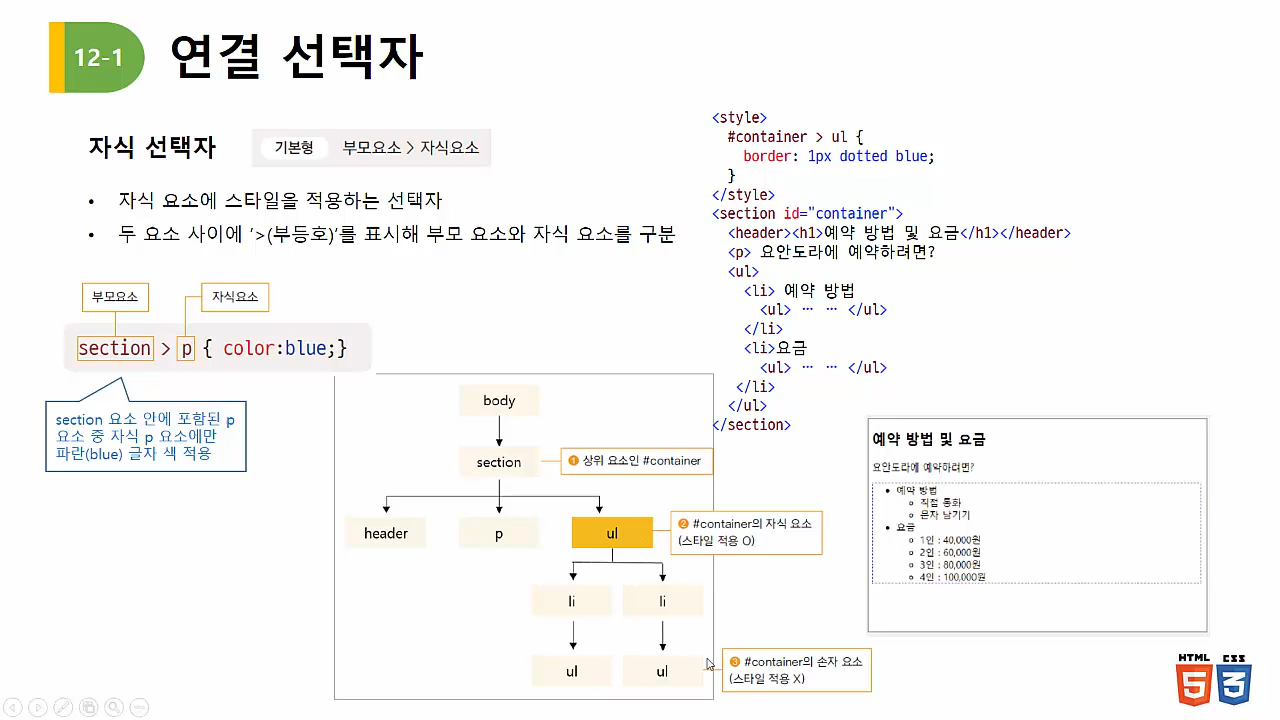 12-1 연결 선택자
자식 선택자
기본형 부모요소 > 자식요소
• 자식 요소에 스타일을 적용하는 선택자
• 두 요소 사이에 '>(부등호)'를 표시해 부모 요소와 자식 요소를 구분
부모요소
자식요소
section > p { color:blue;}
section 요소 안에 포함된 p
요소 중 자식 p 요소에만
파란(blue) 글자 색 적용
<style>
#container > ul {
border: 1px dotted blue;
}
</style>
<section id="container">
<header><h1>예약 방법 및 요금</h1></header>
<p> 요안도라에 예약하려면?
<ul>
<li> 예약 방법
<ul> … … </ul>
</li>
<li>요금
<ul> … … </ul>
</li>
</ul>
</section>
body
section
❶ 상위 요소인 #container
header
p
ul
❷ #container의 자식 요소
(스타일 적용 O)
li
li
ul
ul
❸ #container의 손자 요소
(스타일 적용 X)
예약 방법 및 요금
요안도라에 예약하려면?
• 예약 방법
직접 통화
문자 남기기
• 요금
1인 : 40,000원
2인 : 60,000원
3인 : 80,000원
4인 : 100,000원
HTML
5
CSS
3